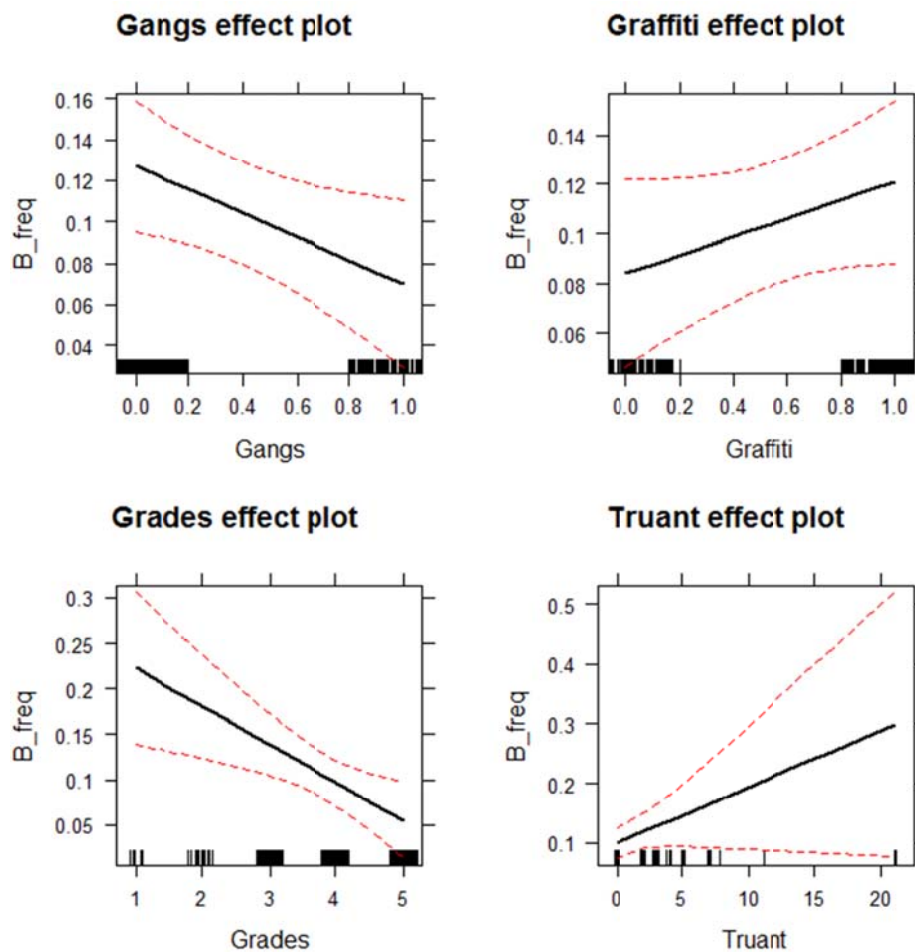 Gangs effect plot
0.16
0.14
0.12
0.1
0.08
0.06
0.04
B_freq
0.0 0.2 0.4 0.6 0.8 1.0
Gangs
Graffiti effect plot
0.14
0.12
0.1
0.08
0.06
B_freq
0.0 0.2 0.4 0.6 0.8 1.0
Graffiti
Grades effect plot
0.3
0.25
0.2
0.15
0.1
0.05
B_freq
1 2 3 4 5
Grades
Truant effect plot
0.5
0.4
0.3
0.2
0.1
B_freq
0 5 10 15 20
Truant